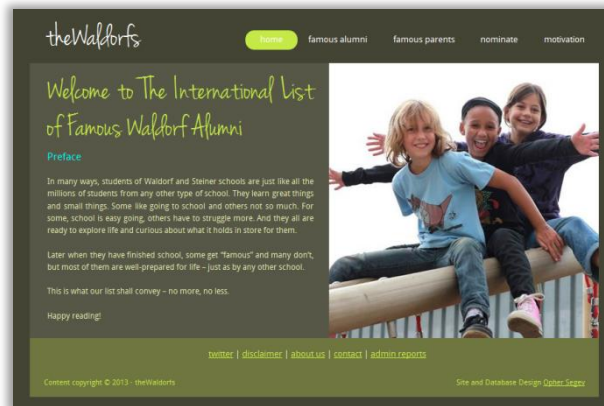 theWaldorfs
home famous alumni famous parents nominate motivation
Welcome to The International List
of Famous Waldorf Alumni
Preface
In many ways, students of Waldorf and Steiner schools are just like all the
millions of students from any other type of school. They learn great things
and small things. Some like going to school and others not so much. For
some, school is easy going, others have to struggle more. And they all are
ready to explore life and curious about what it holds in store for them.
Later when they have finished school, some get "famous" and many don't,
but most of them are well-prepared for life – just as by any other school.
This is what our list shall convey – no more, no less.
Happy reading!
twitter | disclaimer | about us | contact | admin reports
Content copyright © 2013 - theWaldorfs
Site and Database Design Opher Segev